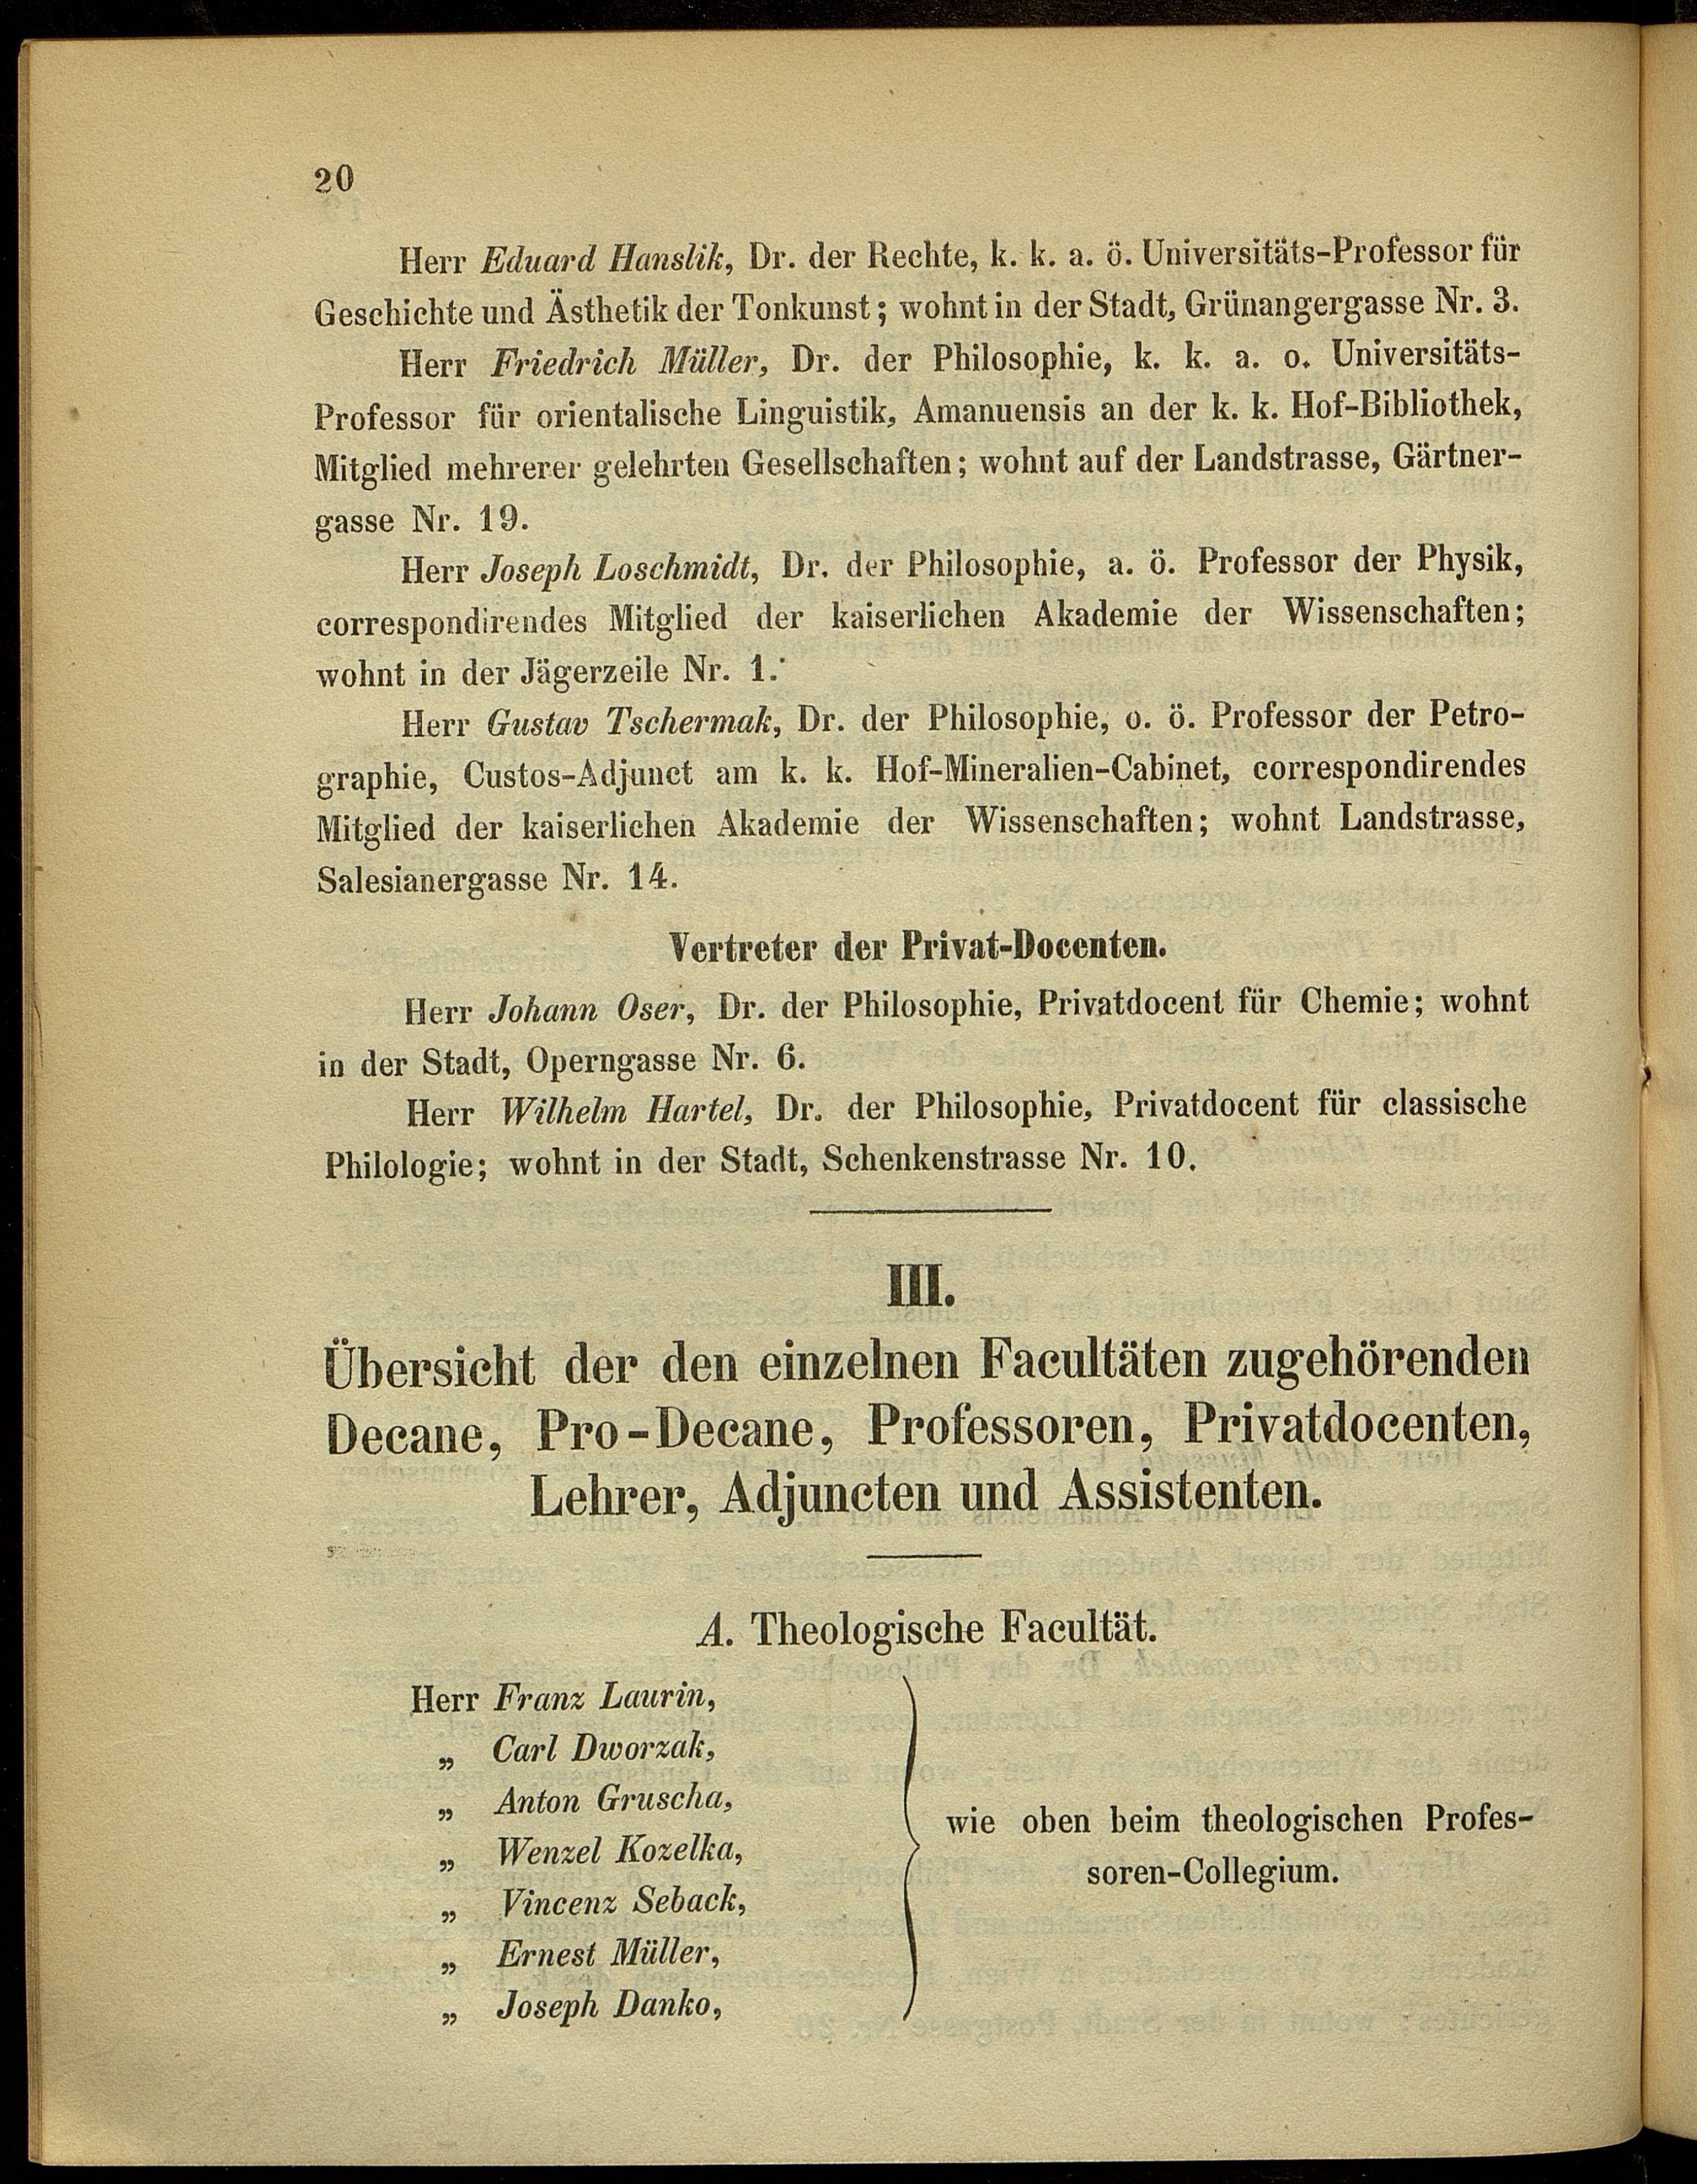 20
Herr Eduard Hanslik, Dr. der Rechte, k. k. a. ö. Universitäts-Professor für
Geschichte und Ästhetik der Tonkunst; wohnt in der Stadt, Grünangergasse Nr. 3.
Herr Friedrich Müller, Dr. der Philosophie, k. k. a. o. Universitäts-
Professor für orientalische Linguistik, Amanuensis an der k. k. Hof-Bibliothek,
Mitglied mehrerer gelehrten Gesellschaften; wohnt auf der Landstrasse, Gärtner-
gasse Nr. 19.
Herr Joseph Loschmidt, Dr. der Philosophie, a. ö. Professor der Physik,
correspondirendes Mitglied der kaiserlichen Akademie der Wissenschaften;
wohnt in der Jägerzeile Nr. 1.
Herr Gustav Tschermak, Dr. der Philosophie, o. ö. Professor der Petro-
graphie, Custos-Adjunct am k. k. Hof-Mineralien-Cabinet, correspondirendes
Mitglied der kaiserlichen Akademie der Wissenschaften; wohnt Landstrasse,
Salesianergasse Nr. 14.
Vertreter der Privat-Docenten.
Herr Johann Oser, Dr. der Philosophie, Privatdocent für Chemie; wohnt
in der Stadt, Operngasse Nr. 6.
Herr Wilhelm Hartel, Dr. der Philosophie, Privatdocent für classische
Philologie; wohnt in der Stadt, Schenkenstrasse Nr. 10.
III.
Übersicht der den einzelnen Facultäten zugehörenden
Decane, Pro-Decane, Professoren, Privatdocenten,
Lehrer, Adjuncten und Assistenten.
A. Theologische Facultät.
Herr Franz Laurin,
„ Carl Dworzak,
„ Anton Gruscha,
„ Wenzel Kozelka,
„ Vincenz Seback,
„ Ernest Müller,
„ Joseph Danko,
wie oben beim theologischen Profes-
soren-Collegium.